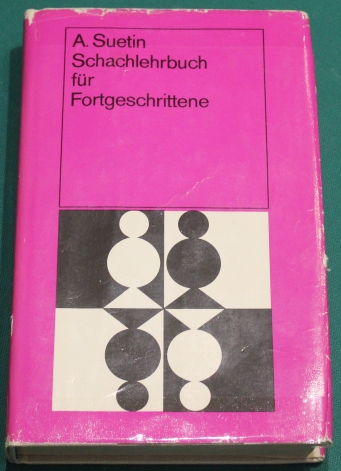 A. Suetin
Schachlehrbuch
für
Fortgeschrittene